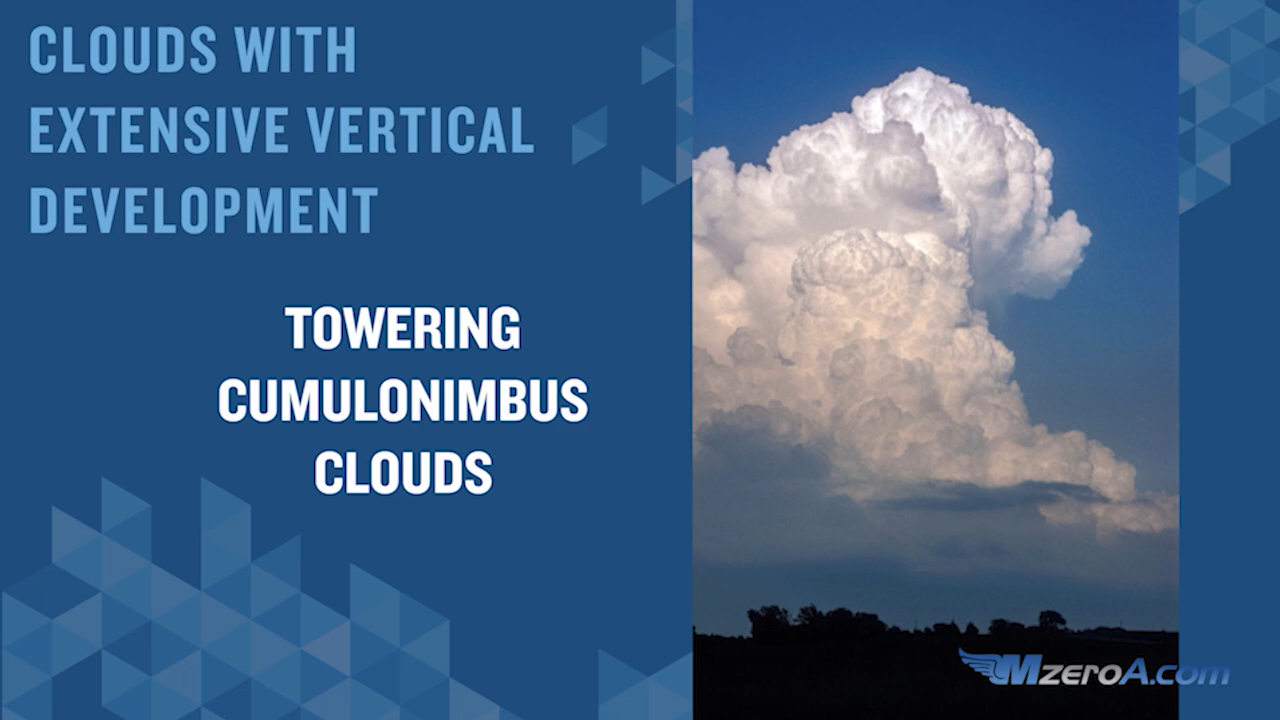 CLOUDS WITH
EXTENSIVE VERTICAL
DEVELOPMENT
TOWERING
CUMULONIMBUS
CLOUDS
MzeroA.com